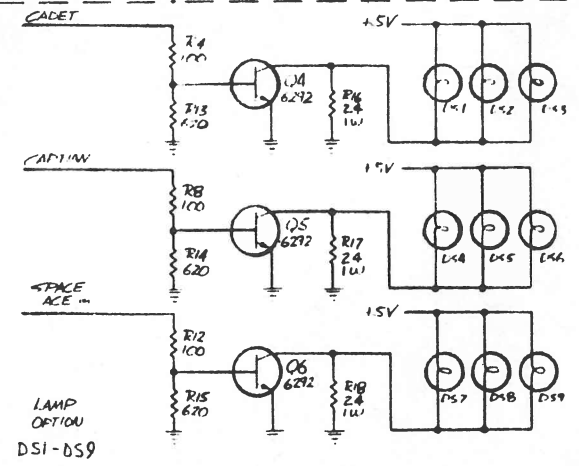 CADET
R4
100
R13
620
Q4
6292
R16
24
1W
+5V
DS1
DS2
DS3
R8
100
R14
620
Q5
6292
R17
24
1W
+5V
DS4
DS5
DS6
SPACE
ACE
R12
100
R15
620
Q6
6292
R18
24
1W
+5V
DS7
DS8
DS9
LAMP
OPTION
DS1-DS9